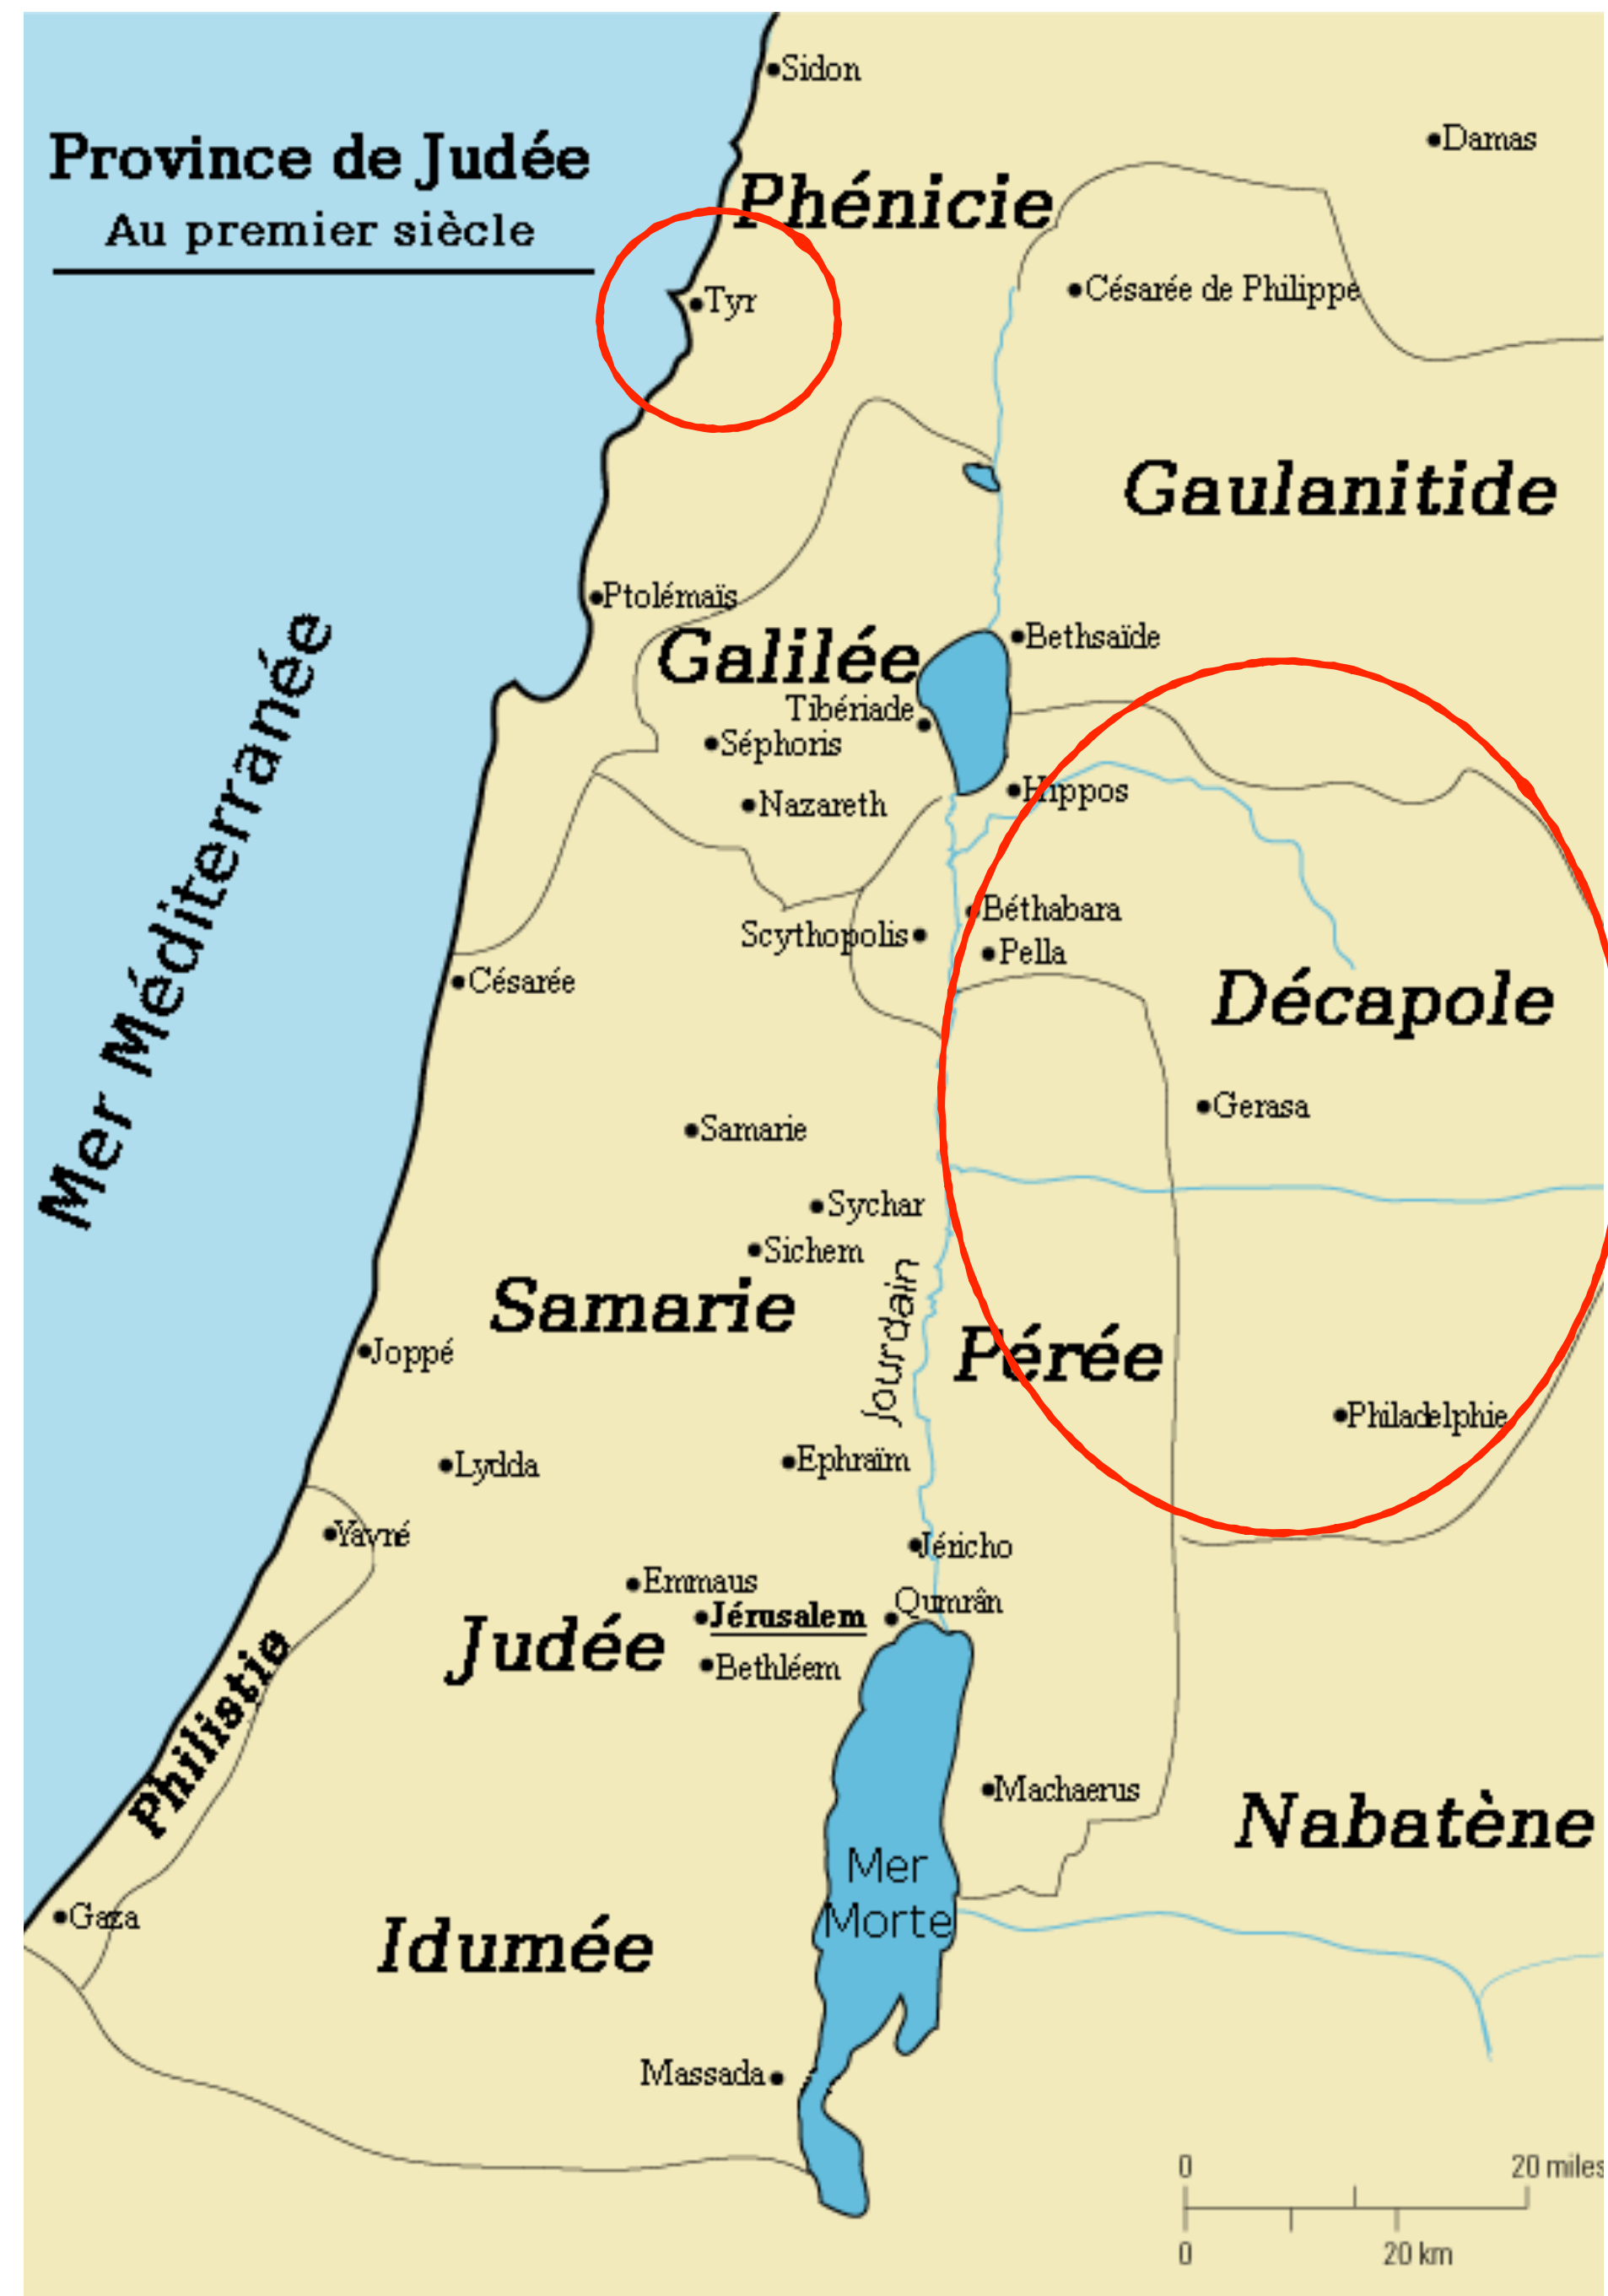 Sidon
Damas
Province de Judée
Au premier siècle
Phénicie
Tyr
Césarée de Philippe
Gaulanitide
Ptolémaïs
Galilée
Bethsaïde
Tibériade
Séphoris
Nazareth
Hippos
Mer Méditerranée
Béthabara
Scythopolis
Pella
Césarée
Décapole
Gerasa
Samarie
Sychar
Sichem
Samarie
Jourdain
Pérée
Joppé
Philadelphie
Lydda
Ephraïm
Yavné
Jéricho
Emmaus
Qumrân
Jérusalem
Judée
Bethléem
Philistie
Machaerus
Nabatène
Mer
Morte
Gaza
Idumée
Massada
0 20 miles
0 20 km